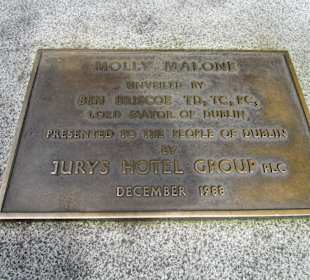 MOLLY MALONE
UNVEILED BY
BEN BRISCOE TD, TC, PC,
LORD MAYOR OF DUBLIN
PRESENTED TO THE PEOPLE OF DUBLIN
BY
JURYS HOTEL GROUP PLC
DECEMBER 1988